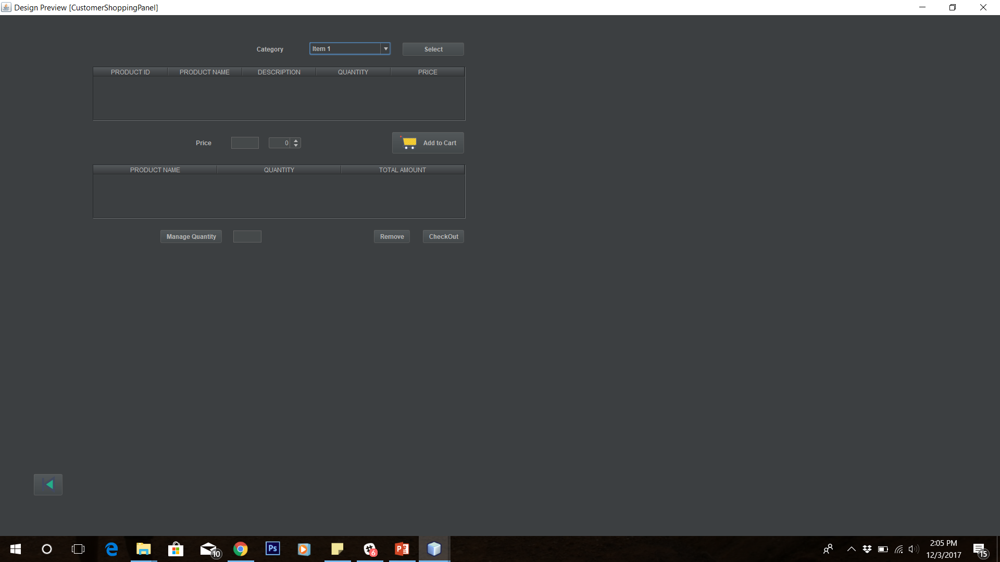 Design Preview [CustomerShoppingPanel]
Category Item 1 Select
PRODUCT ID PRODUCT NAME DESCRIPTION QUANTITY PRICE
Price 0 Add to Cart
PRODUCT NAME QUANTITY TOTAL AMOUNT
Manage Quantity Remove CheckOut
10 Ps 6 P 2:05 PM
12/3/2017 15